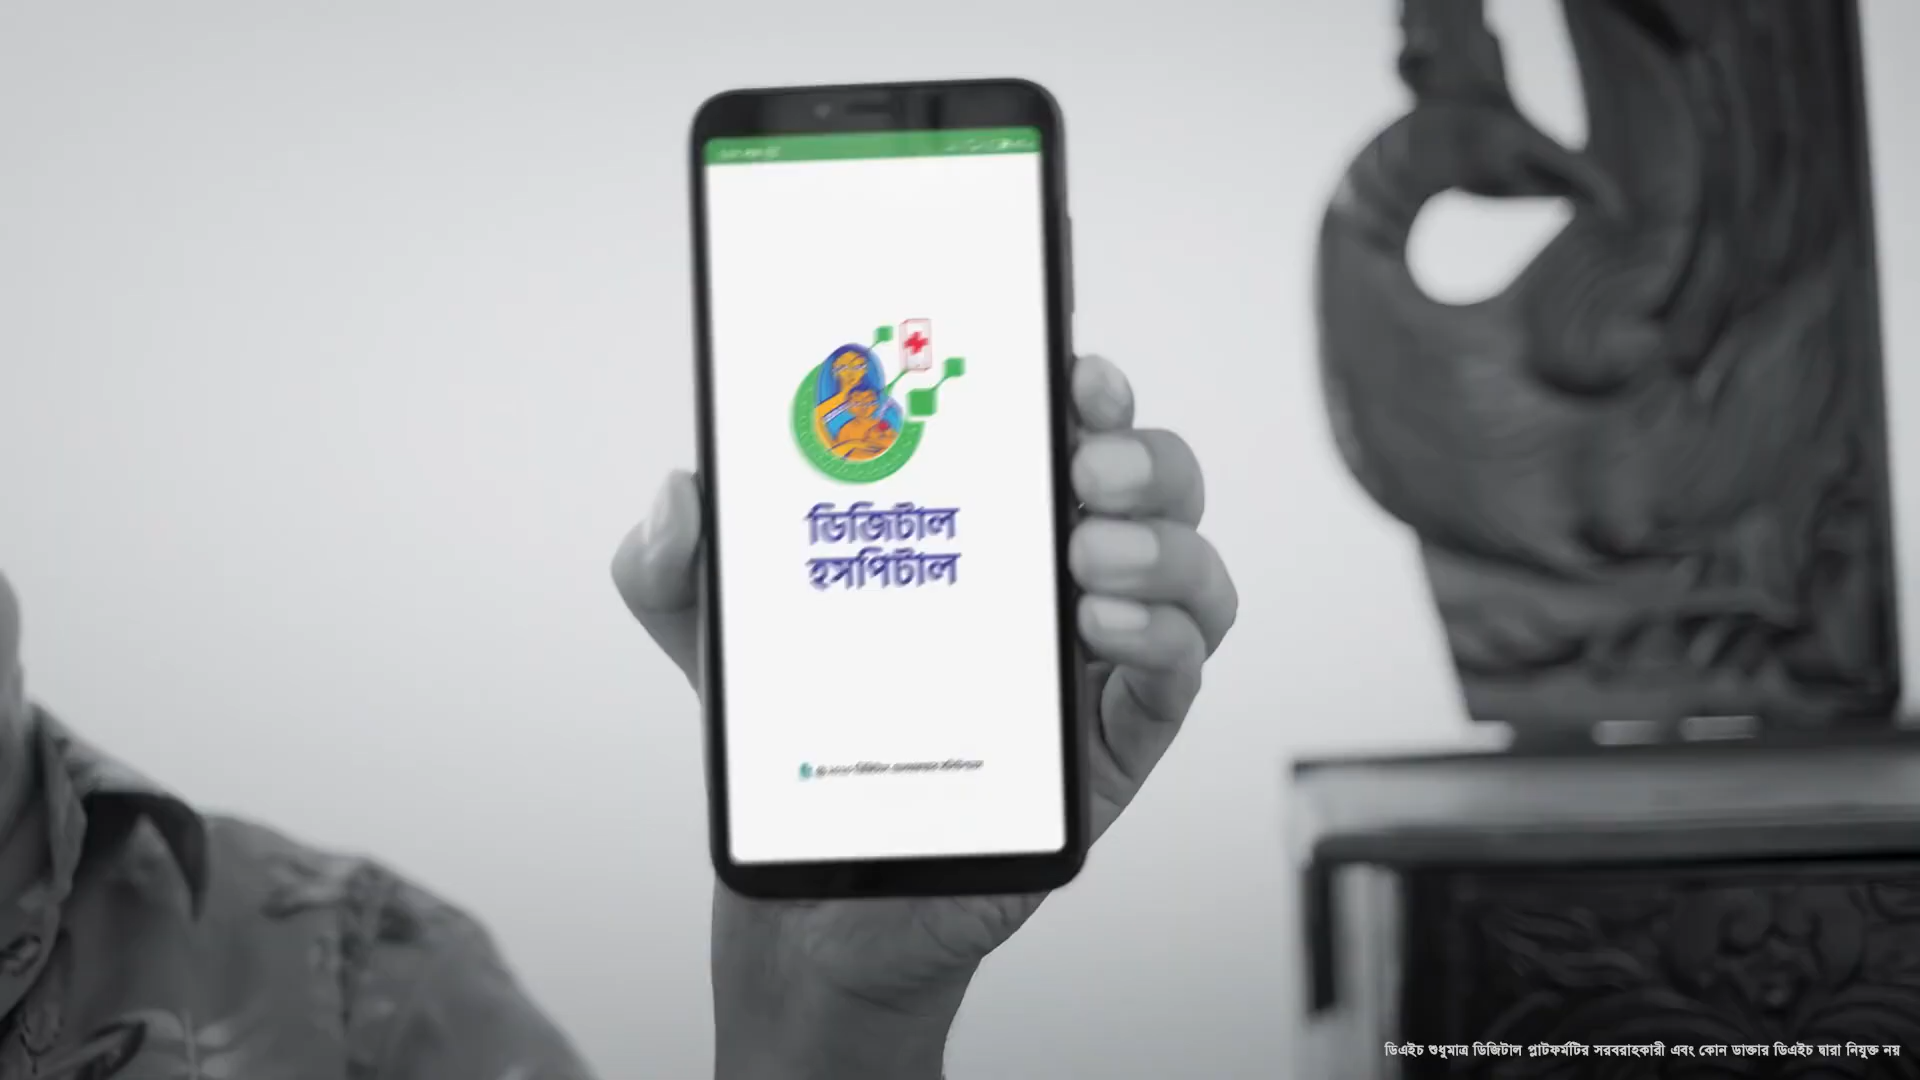 ডিজিটাল
হসপিটাল
ডিএইচ শুধুমাত্র ডিজিটাল প্লাটফর্মটির সরবরাহকারী এবং কোন ডাক্তার ডিএইচ দ্বারা নিযুক্ত নয়